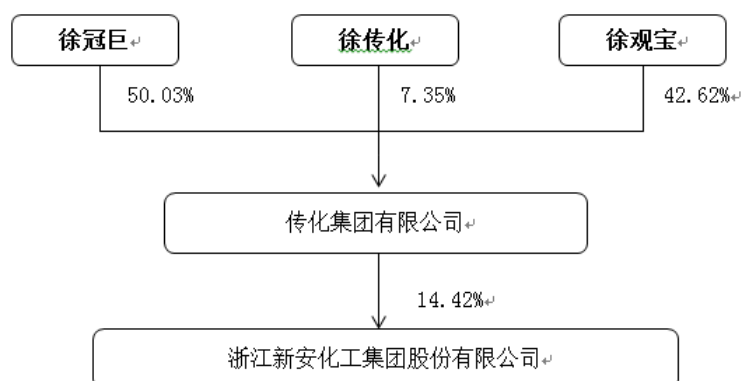 徐冠巨 徐传化 徐观宝
50.03% 7.35% 42.62%
传化集团有限公司
14.42%
浙江新安化工集团股份有限公司